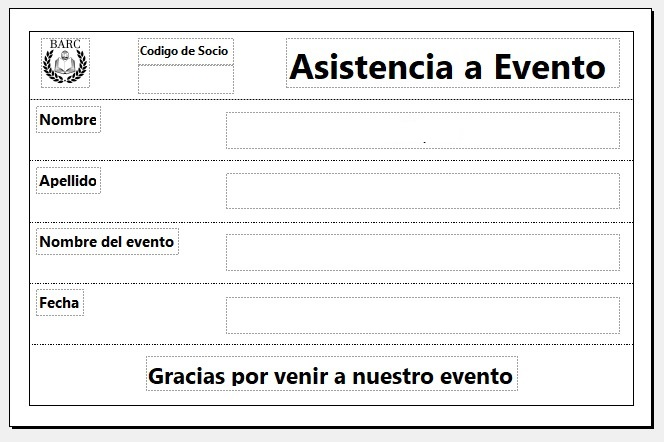 BARC
Codigo de Socio
Asistencia a Evento
Nombre
Apellido
Nombre del evento
Fecha
Gracias por venir a nuestro evento